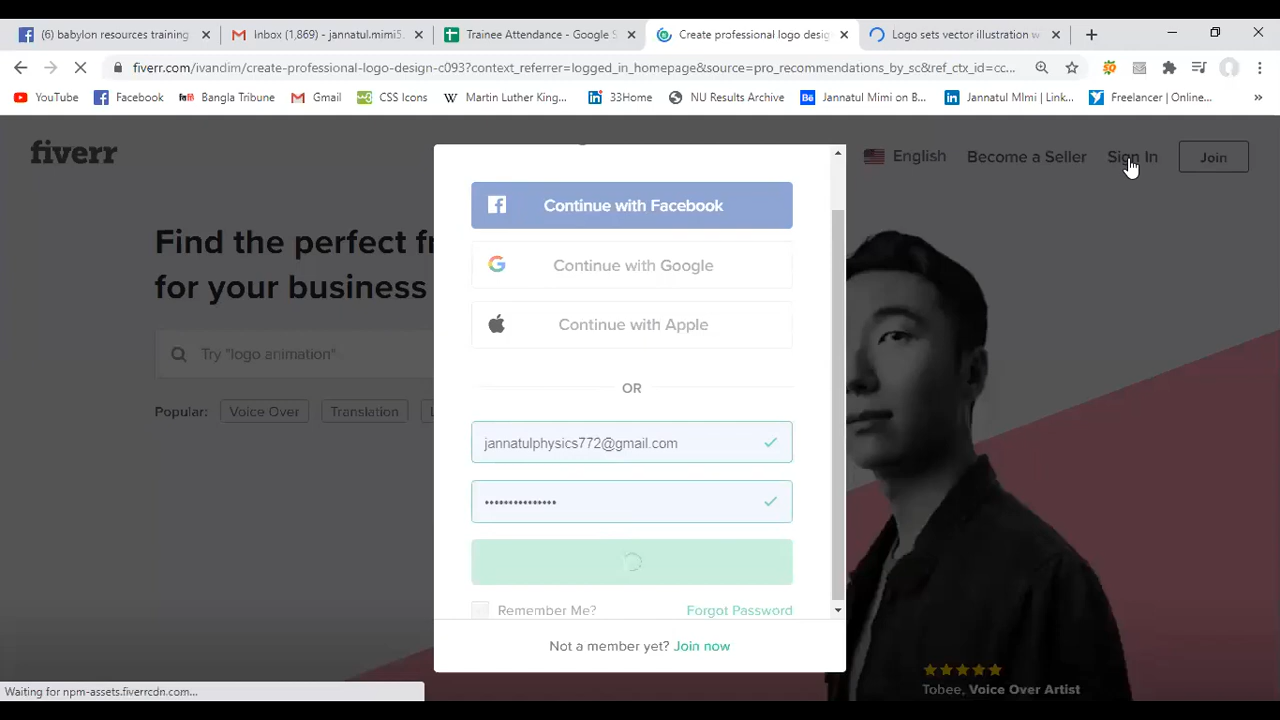 (6) babylon resources training
Inbox (1,869) - jannatul.mimi5
Trainee Attendance - Google S
Create professional logo desig
Logo sets vector illustration w
fiverr.com/ivandim/create-professional-logo-design-c093?context_referrer=logged_in_homepage&source=pro_recommendations_by_sc&ref_ctx_id=cc...
YouTube
Facebook
Bangla Tribune
Gmail
CSS Icons
Martin Luther King...
33Home
NU Results Archive
Jannatul Mimi on B...
Jannatul MImi | Link...
Freelancer | Online...
fiverr
English
Become a Seller
Sign In
Join
Find the perfect fr
for your business
Try "logo animation"
Popular:
Voice Over
Translation
Continue with Facebook
Continue with Google
Continue with Apple
OR
jannatulphysics772@gmail.com
•••••••••••••••
Remember Me?
Forgot Password
Not a member yet? Join now
Tobee, Voice Over Artist
Waiting for npm-assets.fiverrcdn.com...